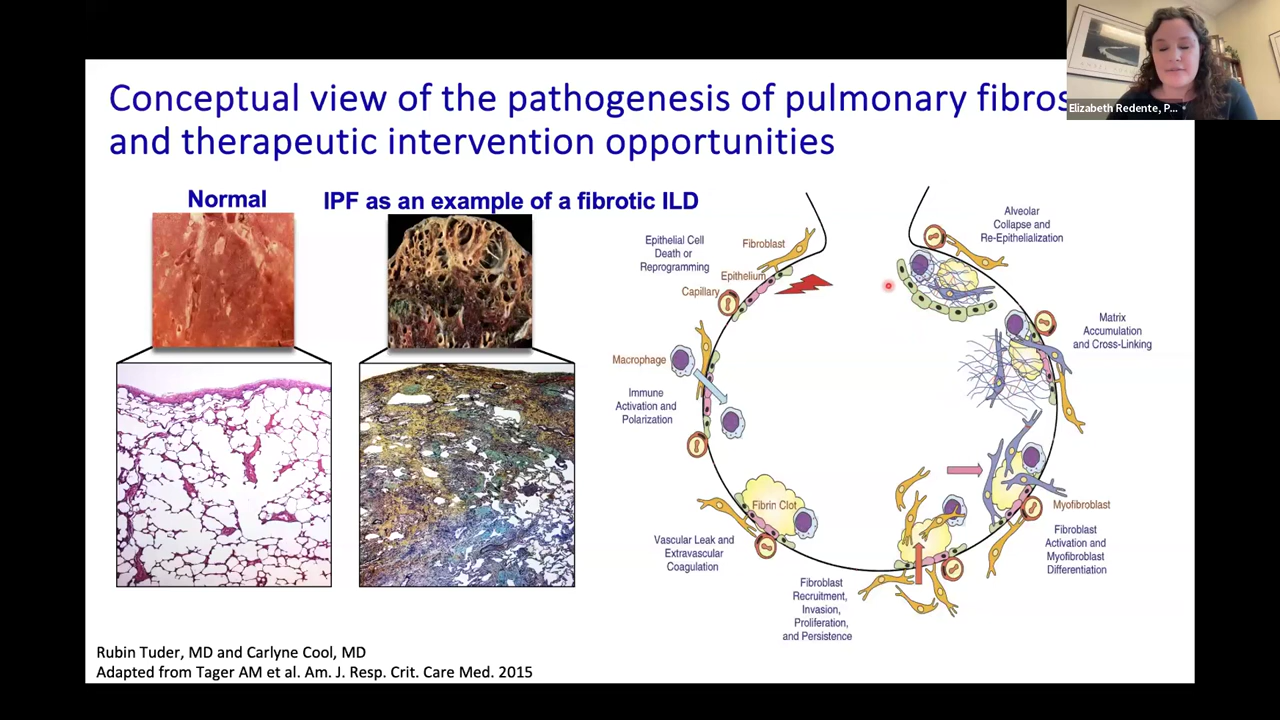 Conceptual view of the pathogenesis of pulmonary fibros
and therapeutic intervention opportunities
Elizabeth Redente, P...
Normal
IPF as an example of a fibrotic ILD
Epithelial Cell
Death or
Reprogramming
Fibroblast
Epithelium
Capillary
Macrophage
Immune
Activation and
Polarization
Fibrin Clot
Vascular Leak and
Extravascular
Coagulation
Fibroblast
Recruitment,
Invasion,
Proliferation,
and Persistence
Alveolar
Collapse and
Re-Epithelialization
Matrix
Accumulation
and Cross-Linking
Myofibroblast
Fibroblast
Activation and
Myofibroblast
Differentiation
Rubin Tuder, MD and Carlyne Cool, MD
Adapted from Tager AM et al. Am. J. Resp. Crit. Care Med. 2015